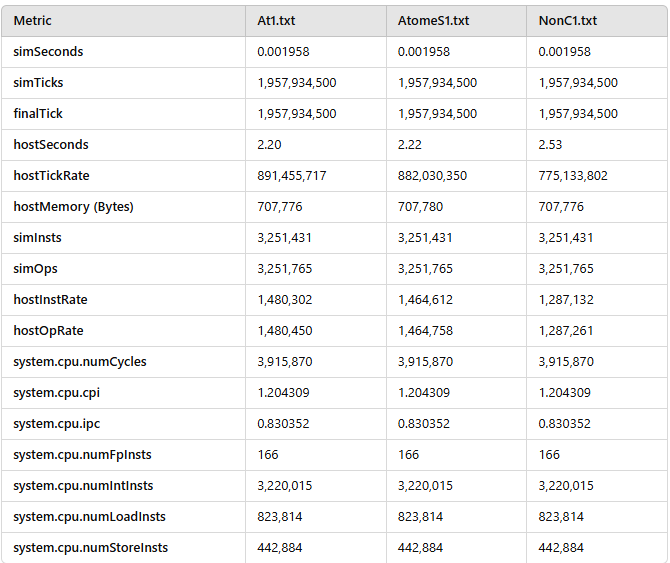 Metric At1.txt AtomeS1.txt NonC1.txt
simSeconds 0.001958 0.001958 0.001958
simTicks 1,957,934,500 1,957,934,500 1,957,934,500
finalTick 1,957,934,500 1,957,934,500 1,957,934,500
hostSeconds 2.20 2.22 2.53
hostTickRate 891,455,717 882,030,350 775,133,802
hostMemory (Bytes) 707,776 707,780 707,776
simInsts 3,251,431 3,251,431 3,251,431
simOps 3,251,765 3,251,765 3,251,765
hostInstRate 1,480,302 1,464,612 1,287,132
hostOpRate 1,480,450 1,464,758 1,287,261
system.cpu.numCycles 3,915,870 3,915,870 3,915,870
system.cpu.cpi 1.204309 1.204309 1.204309
system.cpu.ipc 0.830352 0.830352 0.830352
system.cpu.numFpInsts 166 166 166
system.cpu.numIntInsts 3,220,015 3,220,015 3,220,015
system.cpu.numLoadInsts 823,814 823,814 823,814
system.cpu.numStoreInsts 442,884 442,884 442,884